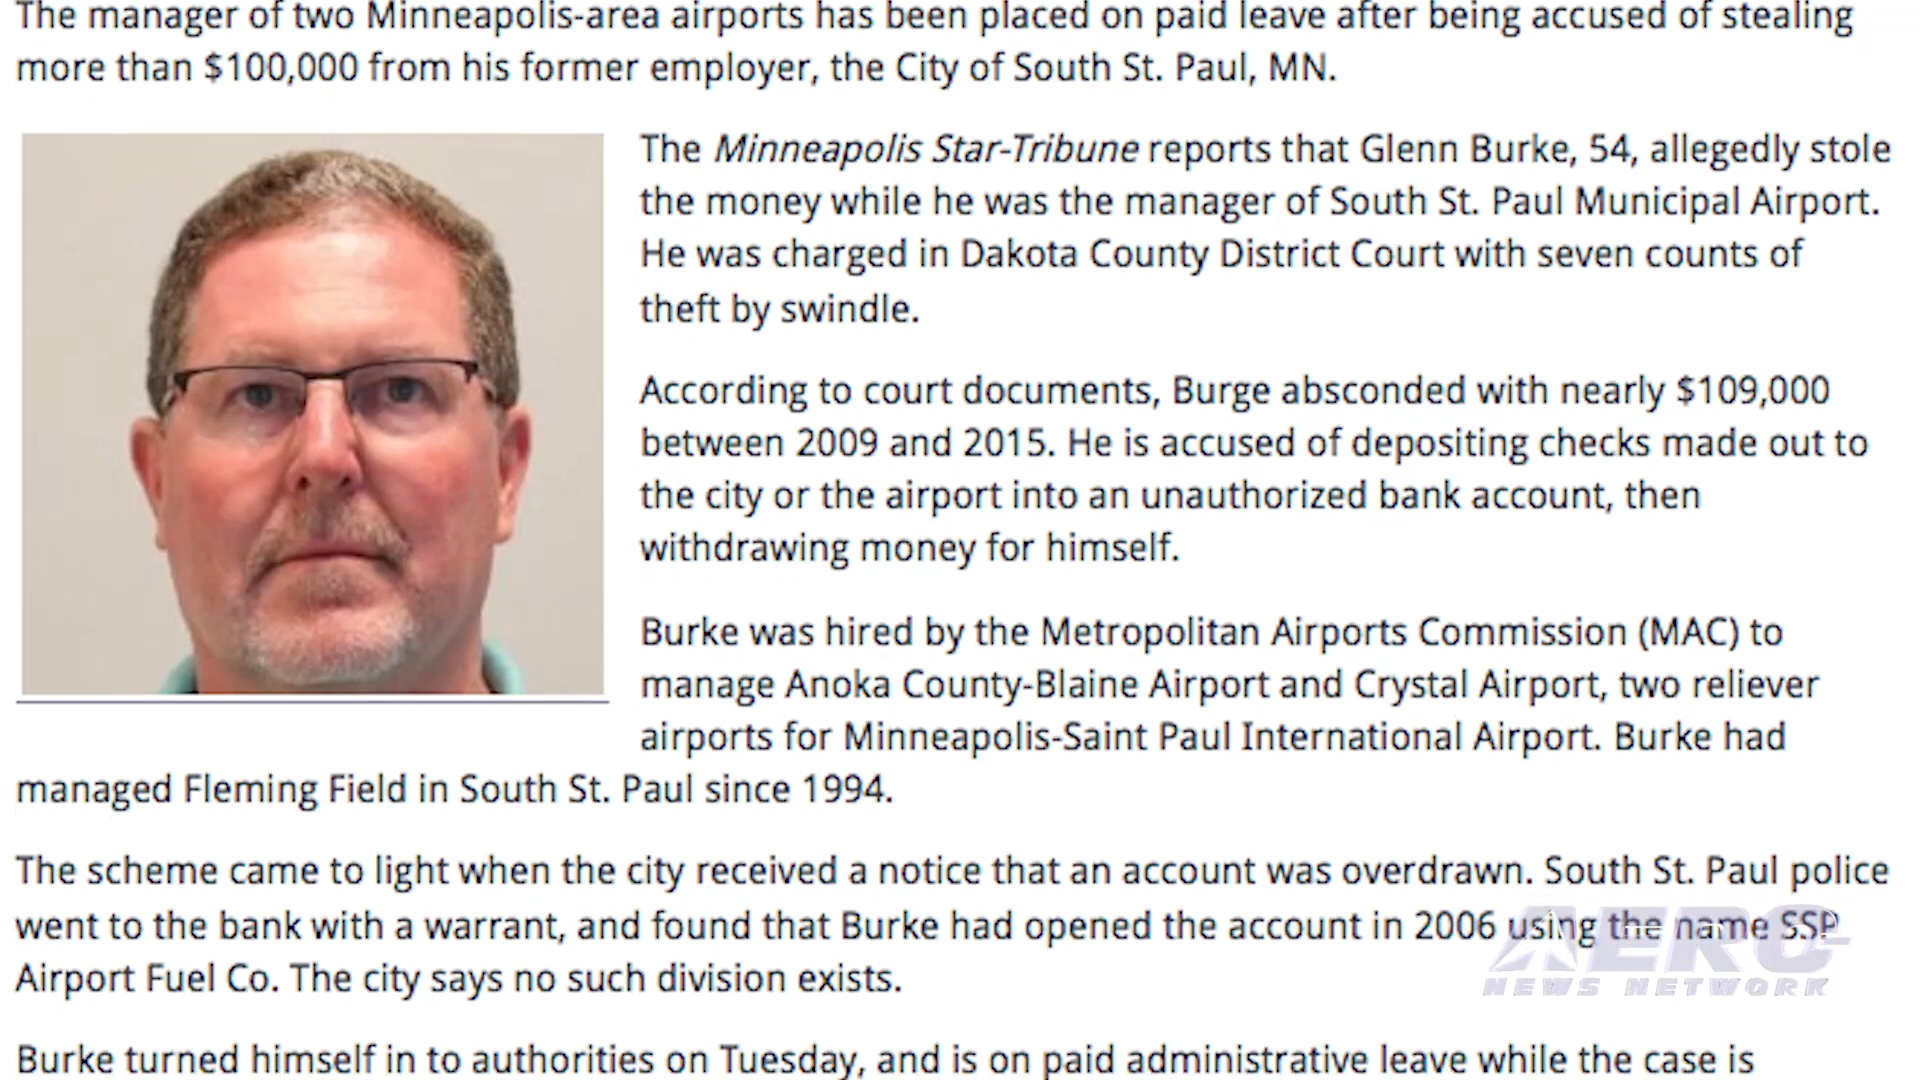 The manager of two Minneapolis-area airports has been placed on paid leave after being accused of stealing
more than $100,000 from his former employer, the City of South St. Paul, MN.
The Minneapolis Star-Tribune reports that Glenn Burke, 54, allegedly stole
the money while he was the manager of South St. Paul Municipal Airport.
He was charged in Dakota County District Court with seven counts of
theft by swindle.
According to court documents, Burge absconded with nearly $109,000
between 2009 and 2015. He is accused of depositing checks made out to
the city or the airport into an unauthorized bank account, then
withdrawing money for himself.
Burke was hired by the Metropolitan Airports Commission (MAC) to
manage Anoka County-Blaine Airport and Crystal Airport, two reliever
airports for Minneapolis-Saint Paul International Airport. Burke had
managed Fleming Field in South St. Paul since 1994.
The scheme came to light when the city received a notice that an account was overdrawn. South St. Paul police
went to the bank with a warrant, and found that Burke had opened the account in 2006 using the name SSP
Airport Fuel Co. The city says no such division exists.
AERO
NEWS NETWORK
Burke turned himself in to authorities on Tuesday, and is on paid administrative leave while the case is